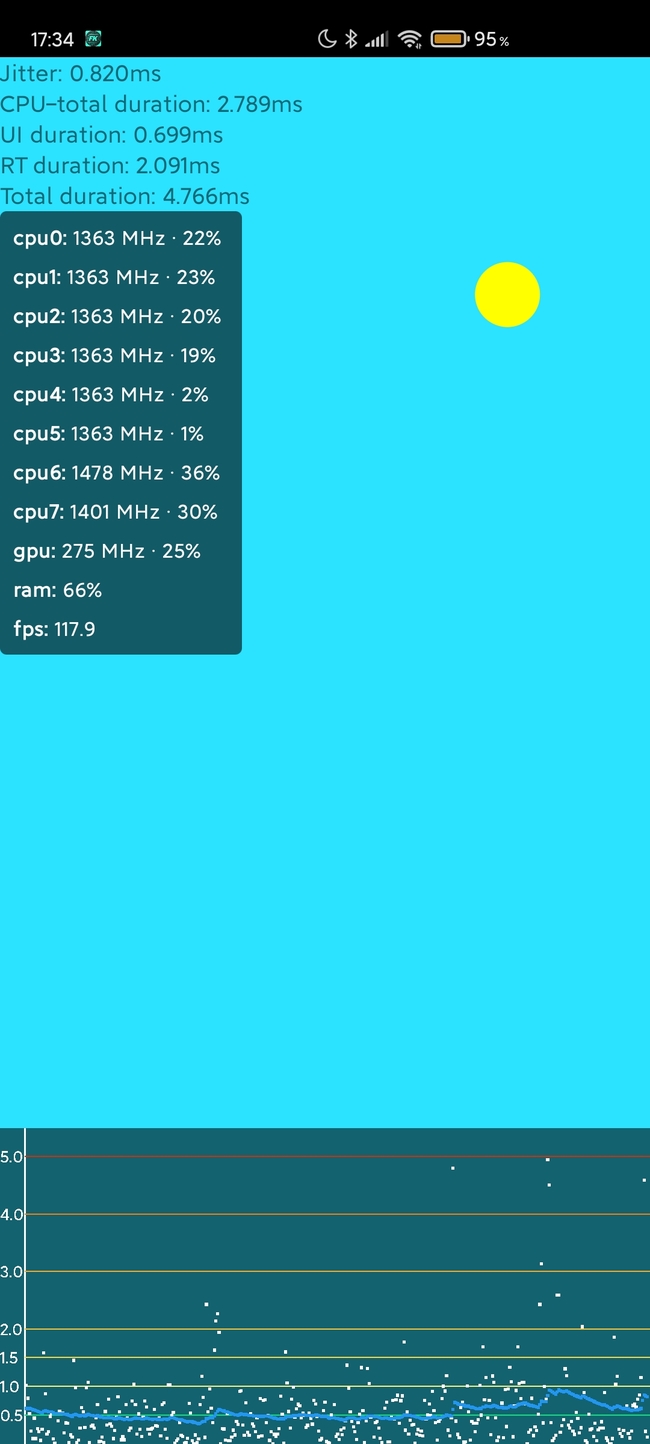 17:34 FK 95%
Jitter: 0.820ms
CPU-total duration: 2.789ms
UI duration: 0.699ms
RT duration: 2.091ms
Total duration: 4.766ms
cpu0: 1363 MHz · 22%
cpu1: 1363 MHz · 23%
cpu2: 1363 MHz · 20%
cpu3: 1363 MHz · 19%
cpu4: 1363 MHz · 2%
cpu5: 1363 MHz · 1%
cpu6: 1478 MHz · 36%
cpu7: 1401 MHz · 30%
gpu: 275 MHz · 25%
ram: 66%
fps: 117.9
5.0
4.0
3.0
2.0
1.5
1.0
0.5